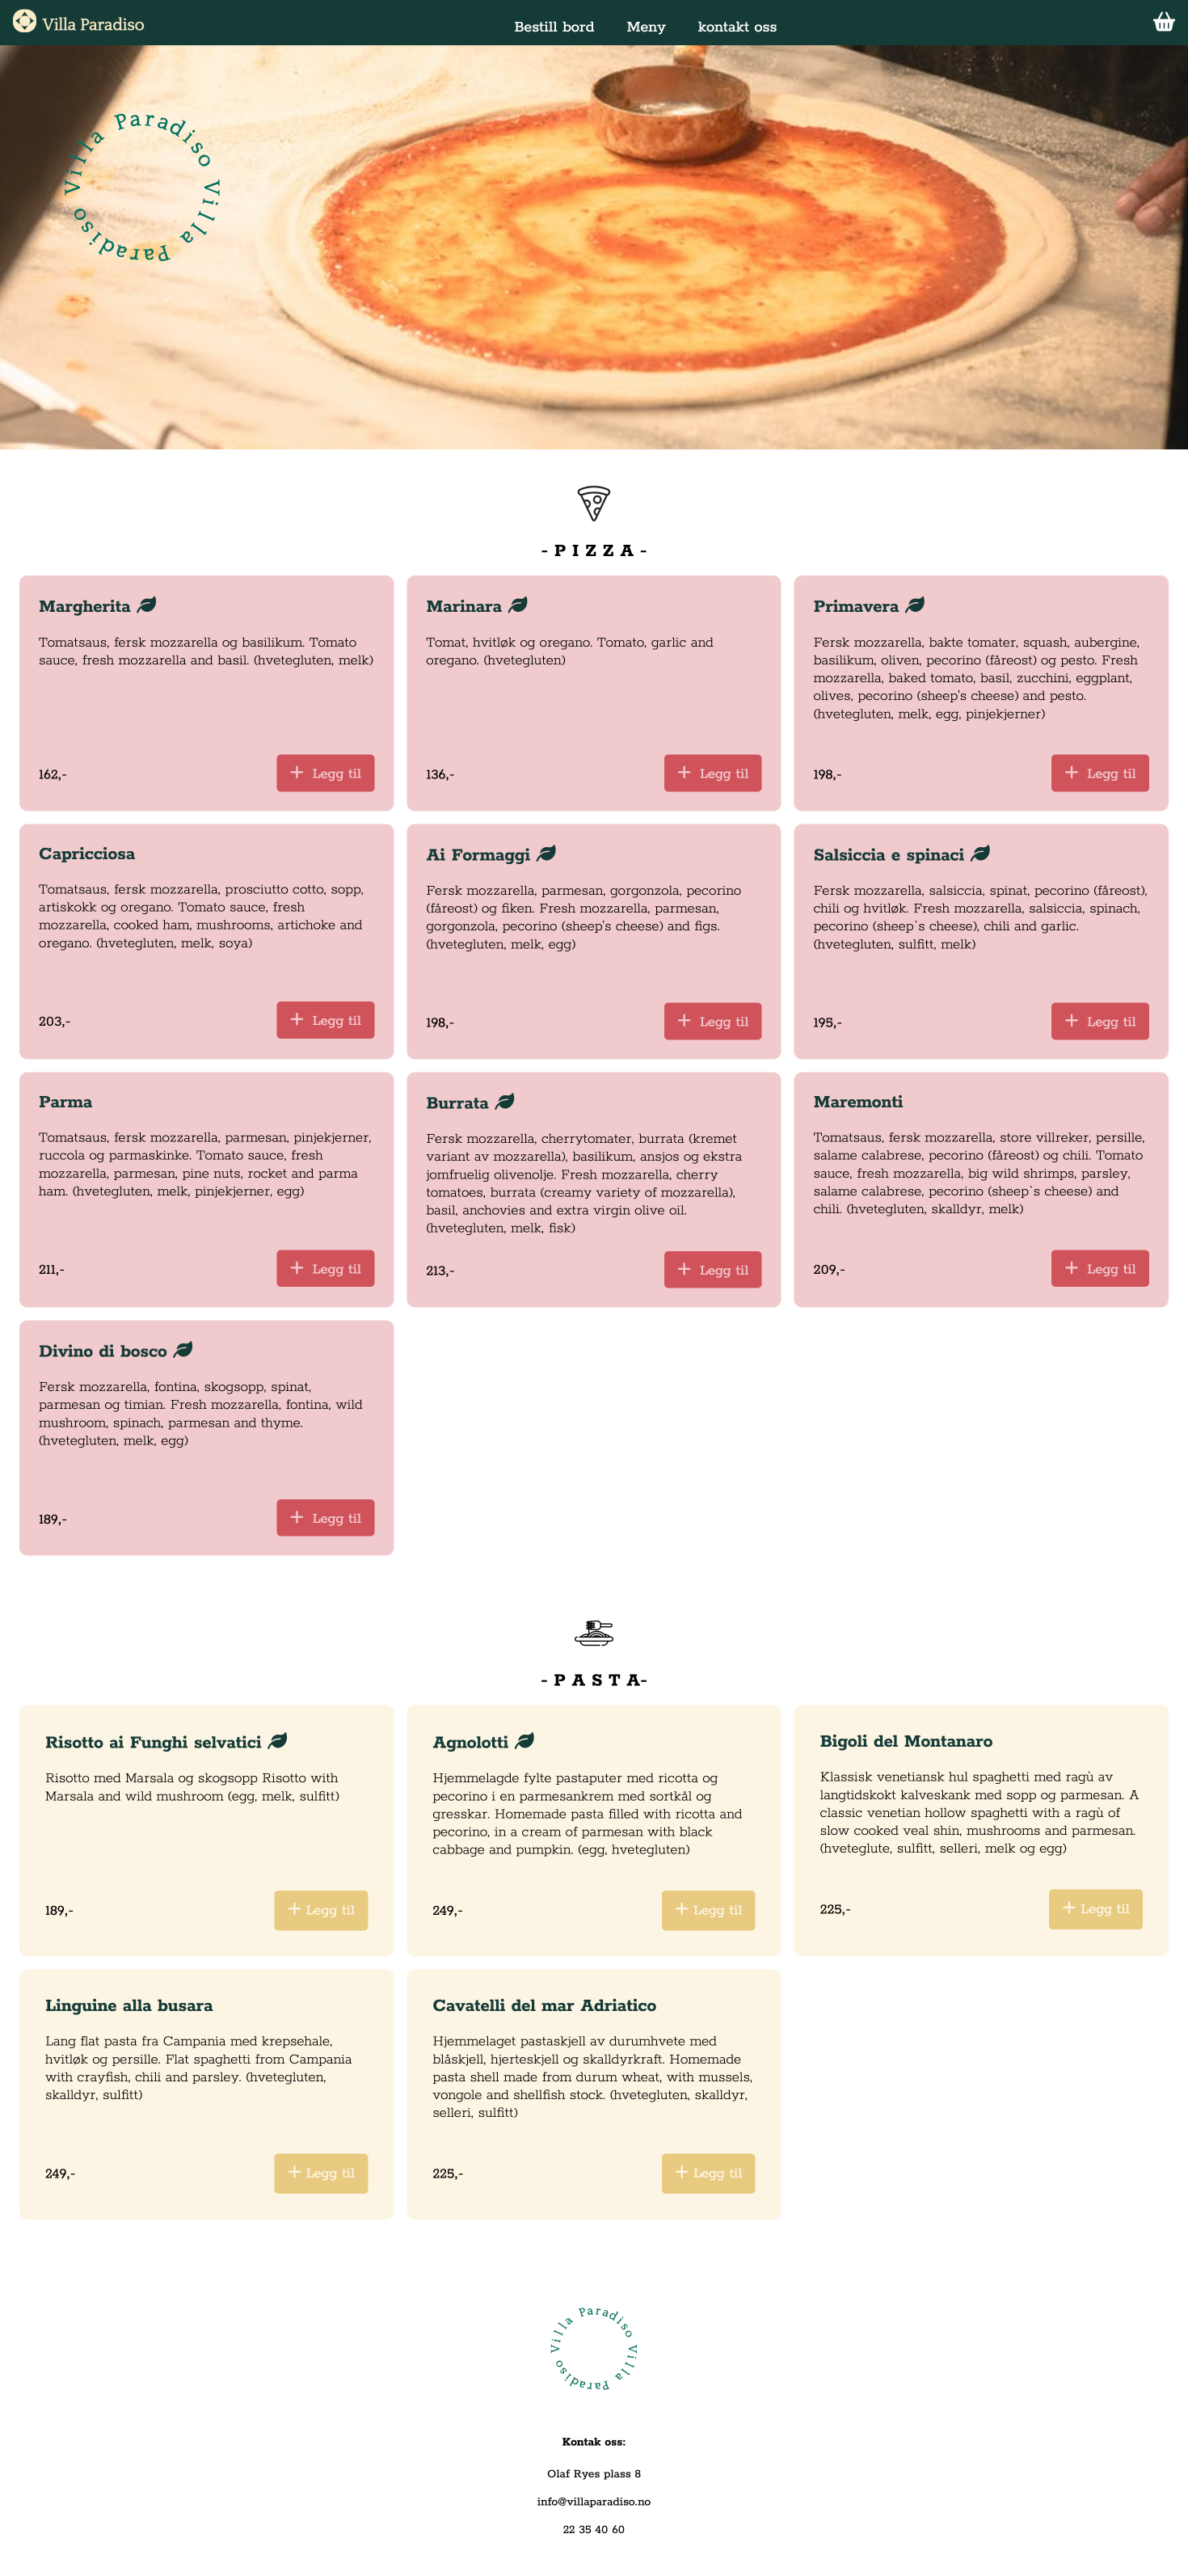 Villa Paradiso
Bestill bord
Meny
kontakt oss
Villa Paradiso Villa Paradiso
- P I Z Z A -
Margherita
Tomatsaus, fersk mozzarella og basilikum. Tomato
sauce, fresh mozzarella and basil. (hvetegluten, melk)
162,-
+ Legg til
Marinara
Tomat, hvitløk og oregano. Tomato, garlic and
oregano. (hvetegluten)
136,-
+ Legg til
Primavera
Fersk mozzarella, bakte tomater, squash, aubergine,
basilikum, oliven, pecorino (fåreost) og pesto. Fresh
mozzarella, baked tomato, basil, zucchini, eggplant,
olives, pecorino (sheep's cheese) and pesto.
(hvetegluten, melk, egg, pinjekjerner)
198,-
+ Legg til
Capricciosa
Tomatsaus, fersk mozzarella, prosciutto cotto, sopp,
artiskokk og oregano. Tomato sauce, fresh
mozzarella, cooked ham, mushrooms, artichoke and
oregano. (hvetegluten, melk, soya)
203,-
+ Legg til
Ai Formaggi
Fersk mozzarella, parmesan, gorgonzola, pecorino
(fåreost) og fiken. Fresh mozzarella, parmesan,
gorgonzola, pecorino (sheep's cheese) and figs.
(hvetegluten, melk, egg)
198,-
+ Legg til
Salsiccia e spinaci
Fersk mozzarella, salsiccia, spinat, pecorino (fåreost),
chili og hvitløk. Fresh mozzarella, salsiccia, spinach,
pecorino (sheep`s cheese), chili and garlic.
(hvetegluten, sulfitt, melk)
195,-
+ Legg til
Parma
Tomatsaus, fersk mozzarella, parmesan, pinjekjerner,
ruccola og parmaskinke. Tomato sauce, fresh
mozzarella, parmesan, pine nuts, rocket and parma
ham. (hvetegluten, melk, pinjekjerner, egg)
211,-
+ Legg til
Burrata
Fersk mozzarella, cherrytomater, burrata (kremet
variant av mozzarella), basilikum, ansjos og ekstra
jomfruelig olivenolje. Fresh mozzarella, cherry
tomatoes, burrata (creamy variety of mozzarella),
basil, anchovies and extra virgin olive oil.
(hvetegluten, melk, fisk)
213,-
+ Legg til
Maremonti
Tomatsaus, fersk mozzarella, store villreker, persille,
salame calabrese, pecorino (fåreost) og chili. Tomato
sauce, fresh mozzarella, big wild shrimps, parsley,
salame calabrese, pecorino (sheep`s cheese) and
chili. (hvetegluten, skalldyr, melk)
209,-
+ Legg til
Divino di bosco
Fersk mozzarella, fontina, skogsopp, spinat,
parmesan og timian. Fresh mozzarella, fontina, wild
mushroom, spinach, parmesan and thyme.
(hvetegluten, melk, egg)
189,-
+ Legg til
- P A S T A-
Risotto ai Funghi selvatici
Risotto med Marsala og skogsopp Risotto with
Marsala and wild mushroom (egg, melk, sulfitt)
189,-
+ Legg til
Agnolotti
Hjemmelagde fylte pastaputer med ricotta og
pecorino i en parmesankrem med sortkål og
gresskar. Homemade pasta filled with ricotta and
pecorino, in a cream of parmesan with black
cabbage and pumpkin. (egg, hvetegluten)
249,-
+ Legg til
Bigoli del Montanaro
Klassisk venetiansk hul spaghetti med ragù av
langtidskokt kalveskank med sopp og parmesan. A
classic venetian hollow spaghetti with a ragù of
slow cooked veal shin, mushrooms and parmesan.
(hveteglute, sulfitt, selleri, melk og egg)
225,-
+ Legg til
Linguine alla busara
Lang flat pasta fra Campania med krepsehale,
hvitløk og persille. Flat spaghetti from Campania
with crayfish, chili and parsley. (hvetegluten,
skalldyr, sulfitt)
249,-
+ Legg til
Cavatelli del mar Adriatico
Hjemmelaget pastaskjell av durumhvete med
blåskjell, hjerteskjell og skalldyrkraft. Homemade
pasta shell made from durum wheat, with mussels,
vongole and shellfish stock. (hvetegluten, skalldyr,
selleri, sulfitt)
225,-
+ Legg til
Villa Paradiso Villa Paradiso
Kontak oss:
Olaf Ryes plass 8
info@villaparadiso.no
22 35 40 60